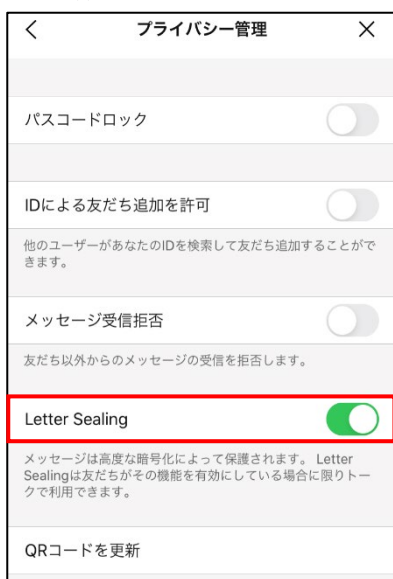 プライバシー管理
パスコードロック
IDによる友だち追加を許可
他のユーザーがあなたのIDを検索して友だち追加することがで
きます。
メッセージ受信拒否
友だち以外からのメッセージの受信を拒否します。
Letter Sealing
メッセージは高度な暗号化によって保護されます。 Letter
Sealingは友だちがその機能を有効にしている場合に限りトー
クで利用できます。
QRコードを更新